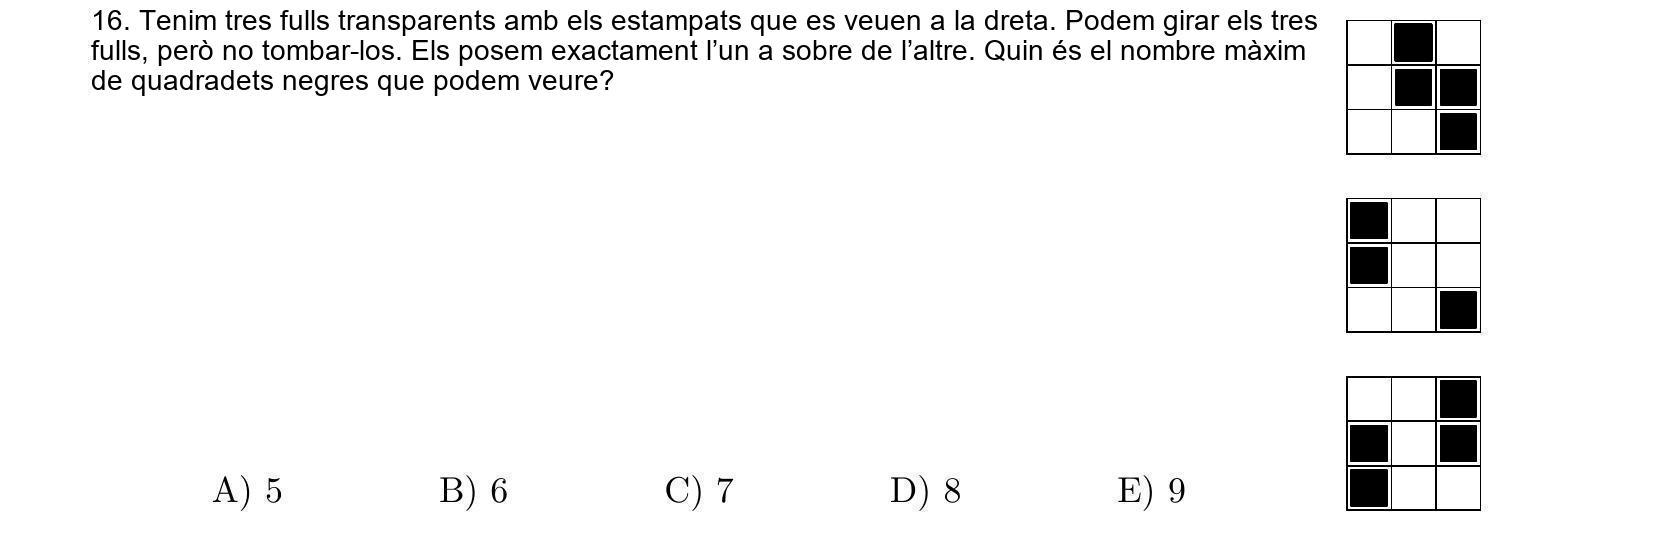 16. Tenim tres fulls transparents amb els estampats que es veuen a la dreta. Podem girar els tres
fulls, però no tombar-los. Els posem exactament l’un a sobre de l’altre. Quin és el nombre màxim
de quadradets negres que podem veure?
A) 5 B) 6 C) 7 D) 8 E) 9